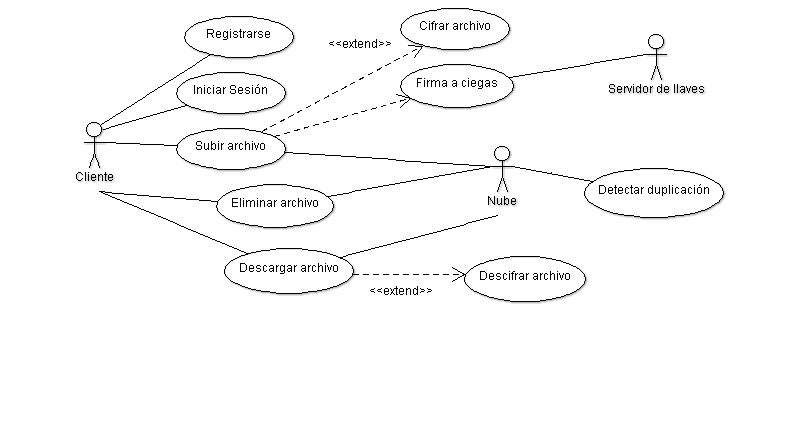 Registrarse
Cifrar archivo
<<extend>>
Iniciar Sesión
Firma a ciegas
Servidor de llaves
Subir archivo
Cliente
Eliminar archivo
Nube
Detectar duplicación
Descargar archivo
Descifrar archivo
<<extend>>